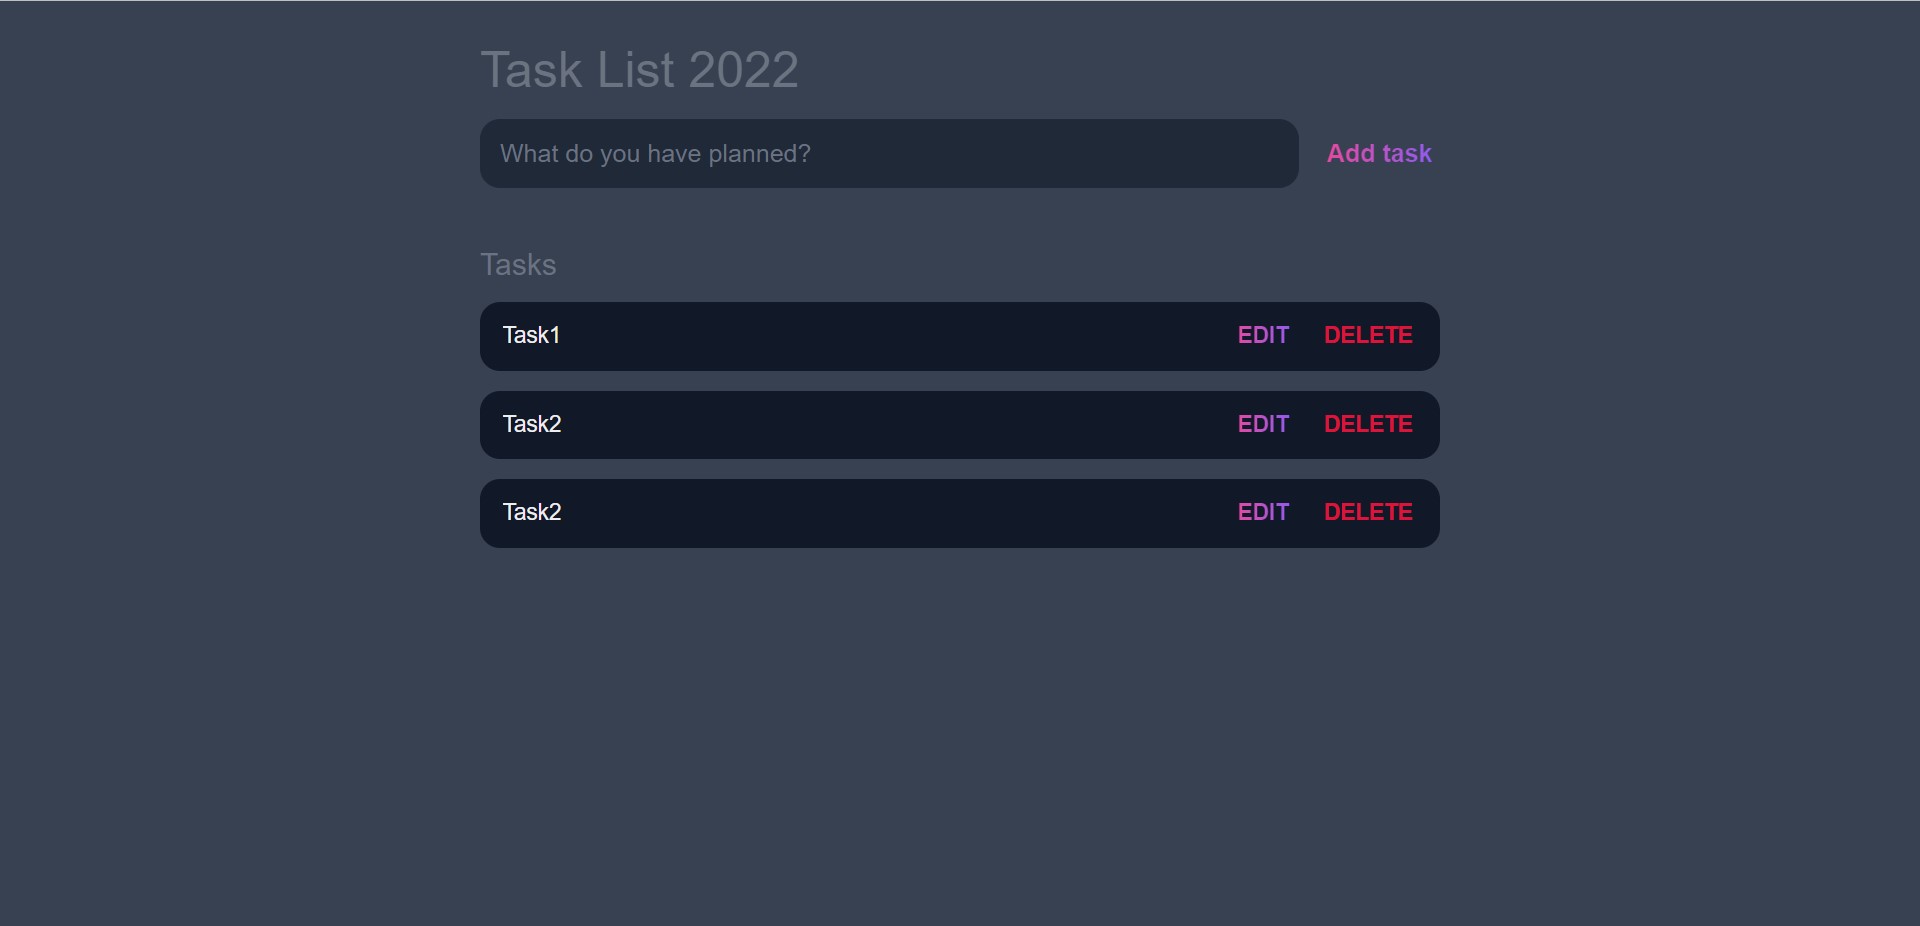 Task List 2022
What do you have planned? Add task
Tasks
Task1 EDIT DELETE
Task2 EDIT DELETE
Task2 EDIT DELETE